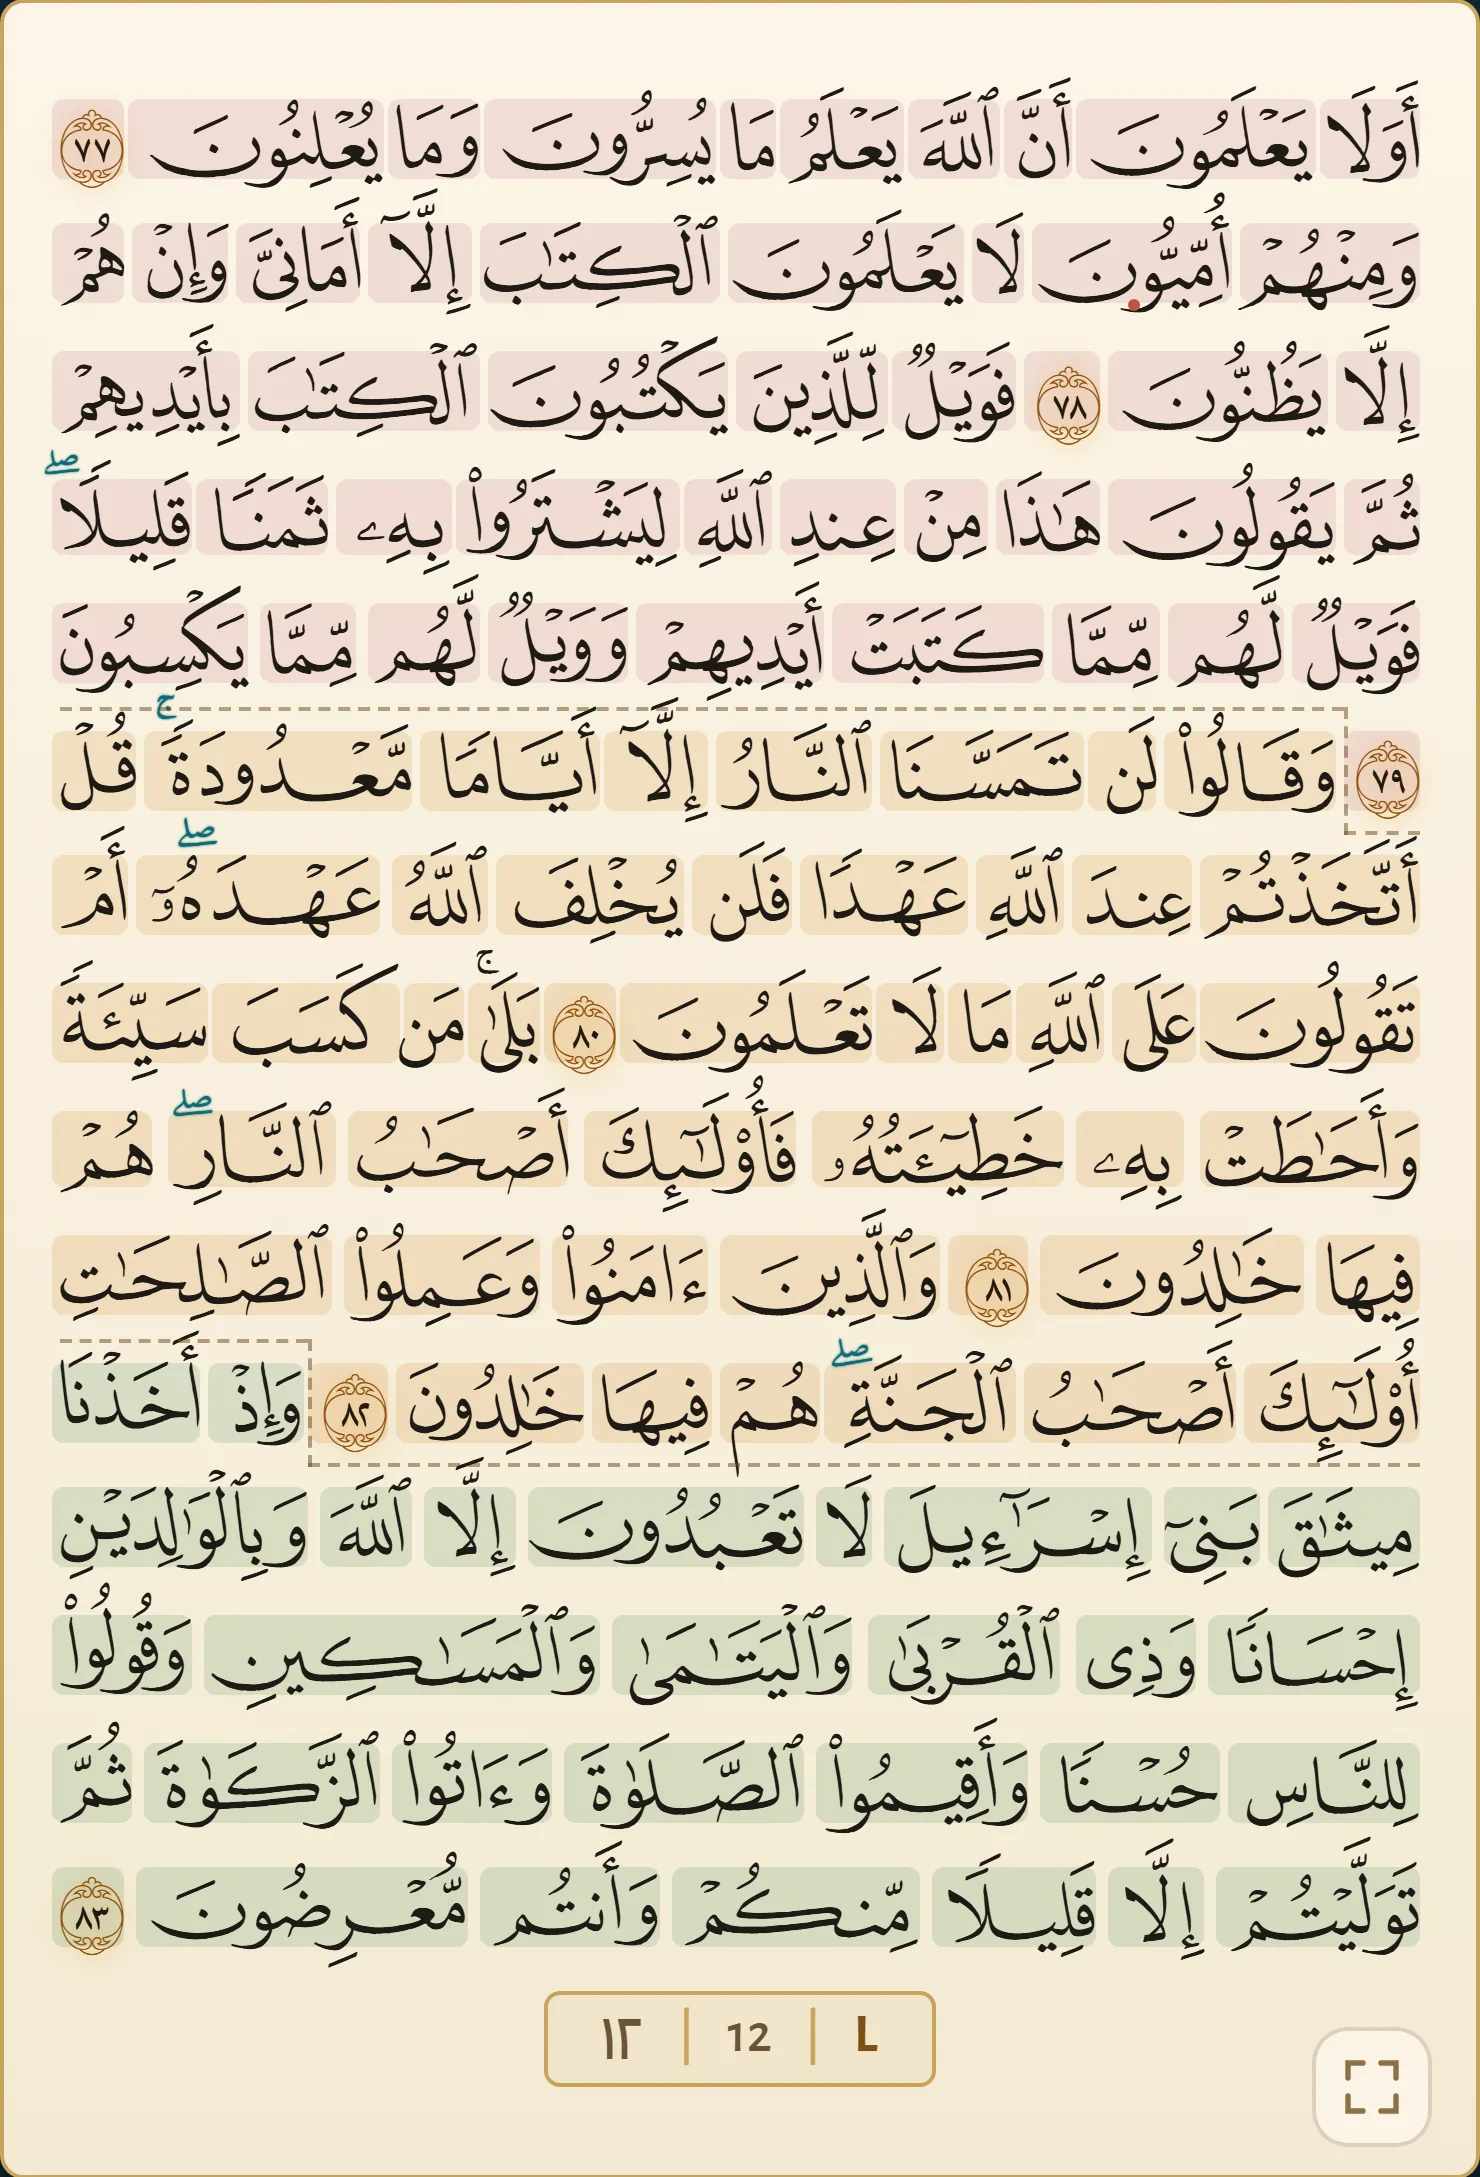 أَوَلَا يَعْلَمُونَ أَنَّ ٱللَّهَ يَعْلَمُ مَا يُسِرُّونَ وَمَا يُعْلِنُونَ ٧٧
وَمِنْهُمْ أُمِّيُّونَ لَا يَعْلَمُونَ ٱلْكِتَٰبَ إِلَّآ أَمَانِىَّ وَإِنْ هُمْ
إِلَّا يَظُنُّونَ ٧٨ فَوَيْلٌ لِّلَّذِينَ يَكْتُبُونَ ٱلْكِتَٰبَ بِأَيْدِيهِمْ
ثُمَّ يَقُولُونَ هَٰذَا مِنْ عِندِ ٱللَّهِ لِيَشْتَرُوا۟ بِهِۦ ثَمَنًا قَلِيلًا ۖ
فَوَيْلٌ لَّهُم مِّمَّا كَتَبَتْ أَيْدِيهِمْ وَوَيْلٌ لَّهُم مِّمَّا يَكْسِبُونَ
٧٩ وَقَالُوا۟ لَن تَمَسَّنَا ٱلنَّارُ إِلَّآ أَيَّامًا مَّعْدُودَةً ۚ قُلْ
أَتَّخَذْتُمْ عِندَ ٱللَّهِ عَهْدًا فَلَن يُخْلِفَ ٱللَّهُ عَهْدَهُۥٓ ۖ أَمْ
تَقُولُونَ عَلَى ٱللَّهِ مَا لَا تَعْلَمُونَ ٨٠ بَلَىٰ ۚ مَن كَسَبَ سَيِّئَةً
وَأَحَٰطَتْ بِهِۦ خَطِيٓـَٔتُهُۥ فَأُو۟لَٰٓئِكَ أَصْحَٰبُ ٱلنَّارِ ۖ هُمْ
فِيهَا خَٰلِدُونَ ٨١ وَٱلَّذِينَ ءَامَنُوا۟ وَعَمِلُوا۟ ٱلصَّٰلِحَٰتِ
أُو۟لَٰٓئِكَ أَصْحَٰبُ ٱلْجَنَّةِ ۖ هُمْ فِيهَا خَٰلِدُونَ ٨٢ وَإِذْ أَخَذْنَا
مِيثَٰقَ بَنِىٓ إِسْرَٰٓءِيلَ لَا تَعْبُدُونَ إِلَّا ٱللَّهَ وَبِٱلْوَٰلِدَيْنِ
إِحْسَانًا وَذِى ٱلْقُرْبَىٰ وَٱلْيَتَٰمَىٰ وَٱلْمَسَٰكِينِ وَقُولُوا۟
لِلنَّاسِ حُسْنًا وَأَقِيمُوا۟ ٱلصَّلَوٰةَ وَءَاتُوا۟ ٱلزَّكَوٰةَ ثُمَّ
تَوَلَّيْتُمْ إِلَّا قَلِيلًا مِّنكُمْ وَأَنتُم مُّعْرِضُونَ ٨٣
١٢ | 12 | L